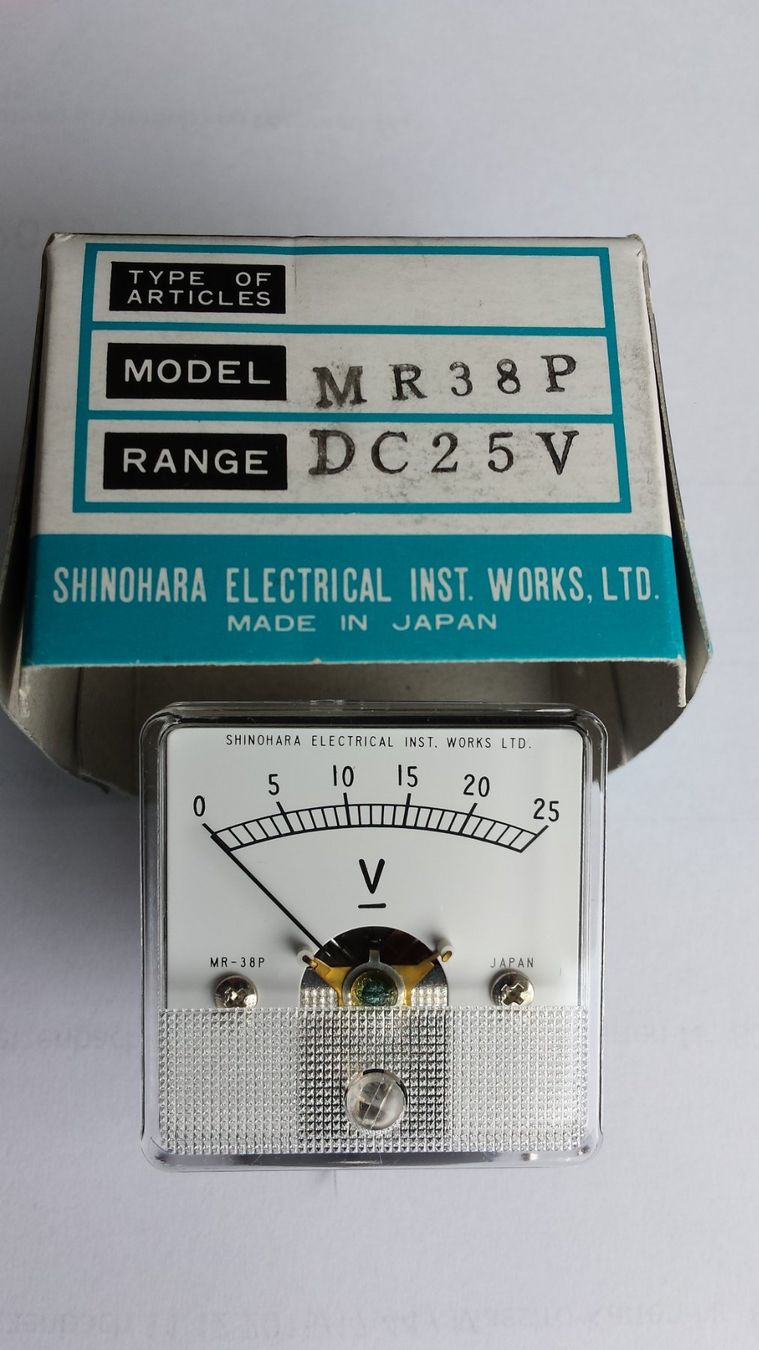 TYPE OF
ARTICLES
MODEL MR38P
RANGE DC25V
SHINOHARA ELECTRICAL INST. WORKS, LTD.
MADE IN JAPAN
SHINOHARA ELECTRICAL INST. WORKS LTD.
0 5 10 15 20 25
V
MR-38P JAPAN